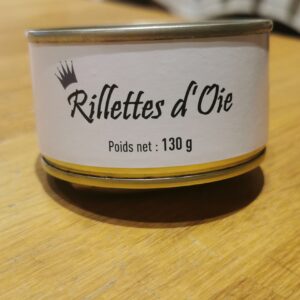 Rillettes d'Oie
Poids net : 130 g